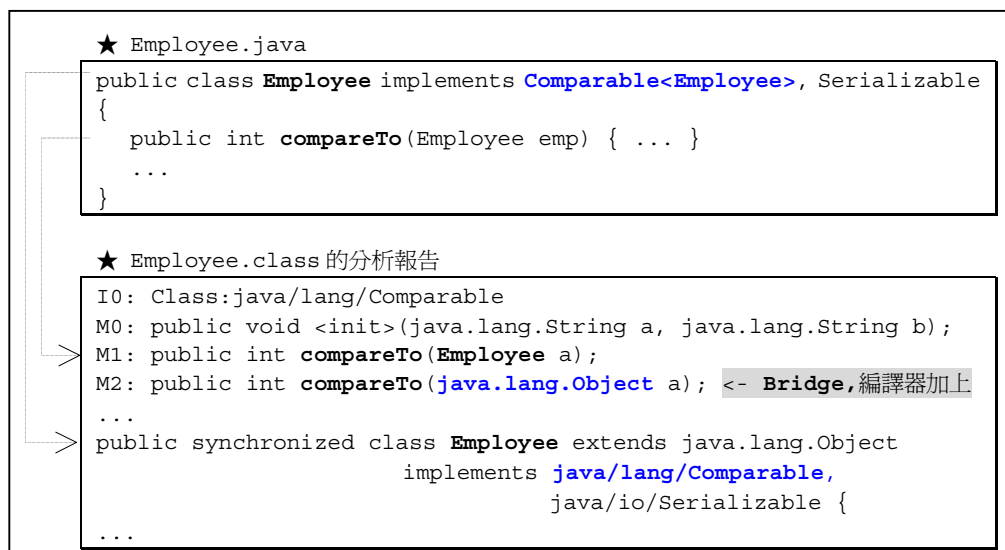 ★ Employee.java
public class Employee implements Comparable<Employee>, Serializable
{
public int compareTo(Employee emp) { ... }
...
}
★ Employee.class 的分析報告
I0: Class:java/lang/Comparable
M0: public void <init>(java.lang.String a, java.lang.String b);
M1: public int compareTo(Employee a);
M2: public int compareTo(java.lang.Object a); <- Bridge,編譯器加上
...
public synchronized class Employee extends java.lang.Object
implements java/lang/Comparable,
java/io/Serializable {
...